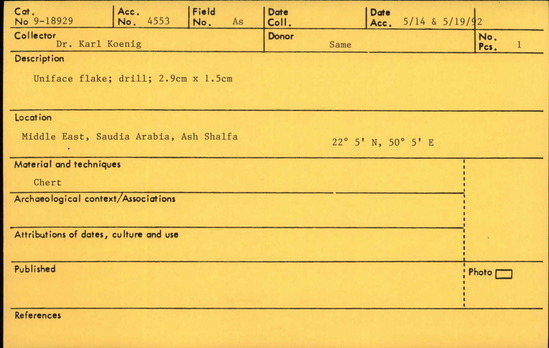 Cat. No 9-18929 Acc. No. 4553 Field No. As Date Coll. Date Acc. 5/14 & 5/19/92
Collector Dr. Karl Koenig Donor Same No. Pcs. 1
Description
Uniface flake; drill; 2.9cm x 1.5cm
Location
Middle East, Saudia Arabia, Ash Shalfa 22° 5' N, 50° 5' E
Material and techniques
Chert
Archaeological context/Associations
Attributions of dates, culture and use
Published Photo
References